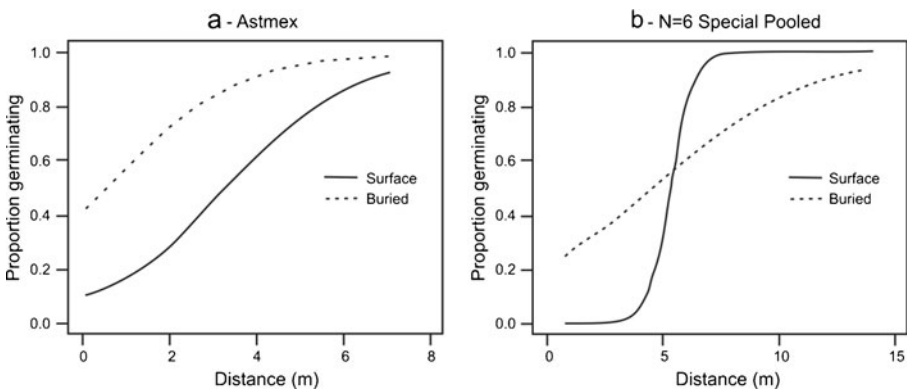 a - Astmex
1.0
0.8
0.6
0.4
0.2
0.0
Proportion germinating
Surface
Buried
0 2 4 6 8
Distance (m)
b - N=6 Special Pooled
1.0
0.8
0.6
0.4
0.2
0.0
Proportion germinating
Surface
Buried
0 5 10 15
Distance (m)